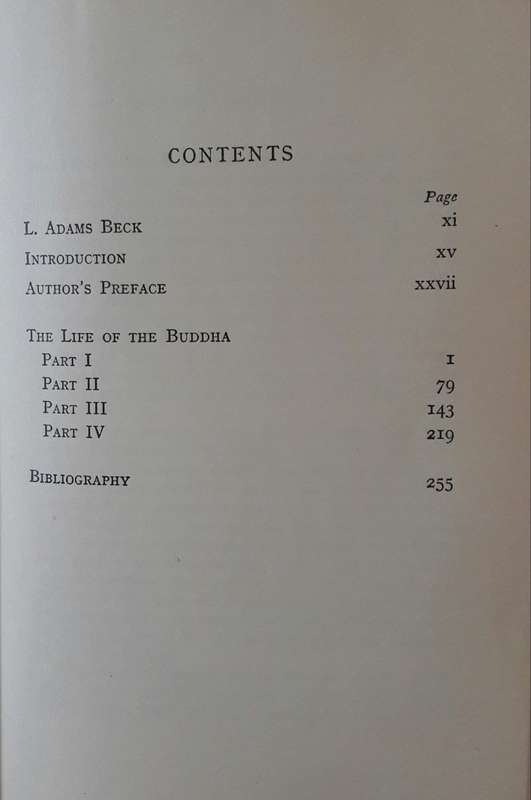 CONTENTS
Page
L. ADAMS BECK xi
INTRODUCTION xv
AUTHOR'S PREFACE xxvii
THE LIFE OF THE BUDDHA
PART I 1
PART II 79
PART III 143
PART IV 219
BIBLIOGRAPHY 255